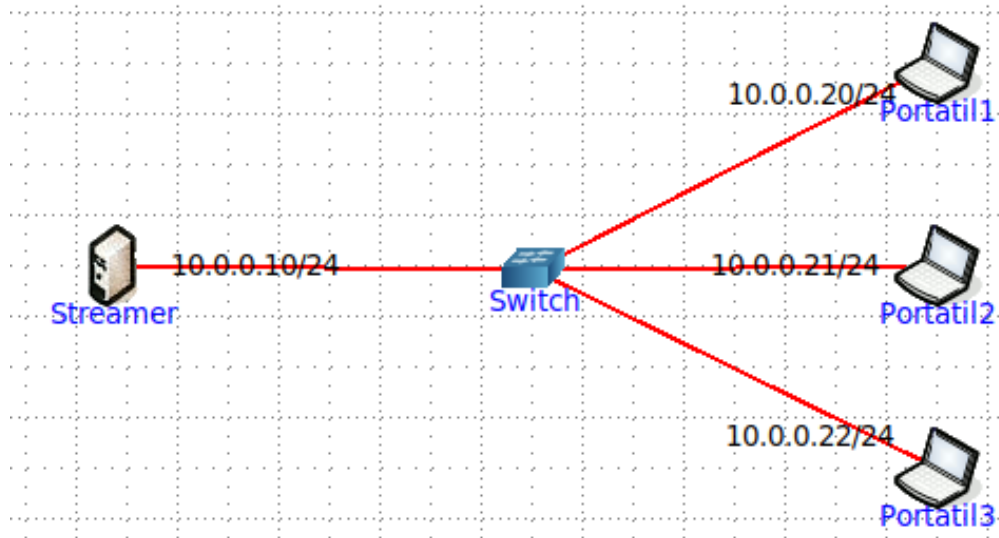 10.0.0.20/24
Portatil1
10.0.0.10/24
Streamer
Switch
10.0.0.21/24
Portatil2
10.0.0.22/24
Portatil3